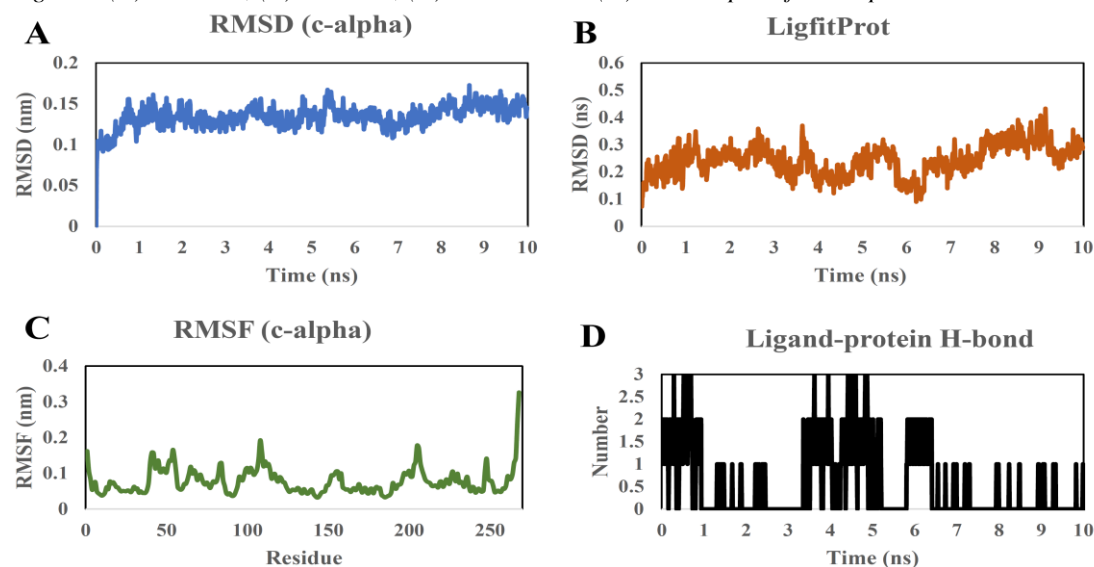 A
RMSD (c-alpha)
RMSD (nm)
0.2
0.15
0.1
0.05
0
0 1 2 3 4 5 6 7 8 9 10
Time (ns)
B
LigfitProt
RMSD (ns)
0.6
0.5
0.4
0.3
0.2
0.1
0
0 1 2 3 4 5 6 7 8 9 10
Time (ns)
C
RMSF (c-alpha)
RMSF (nm)
0.4
0.3
0.2
0.1
0
0 50 100 150 200 250
Residue
D
Ligand-protein H-bond
Number
3
2.5
2
1.5
1
0.5
0
0 1 2 3 4 5 6 7 8 9 10
Time (ns)